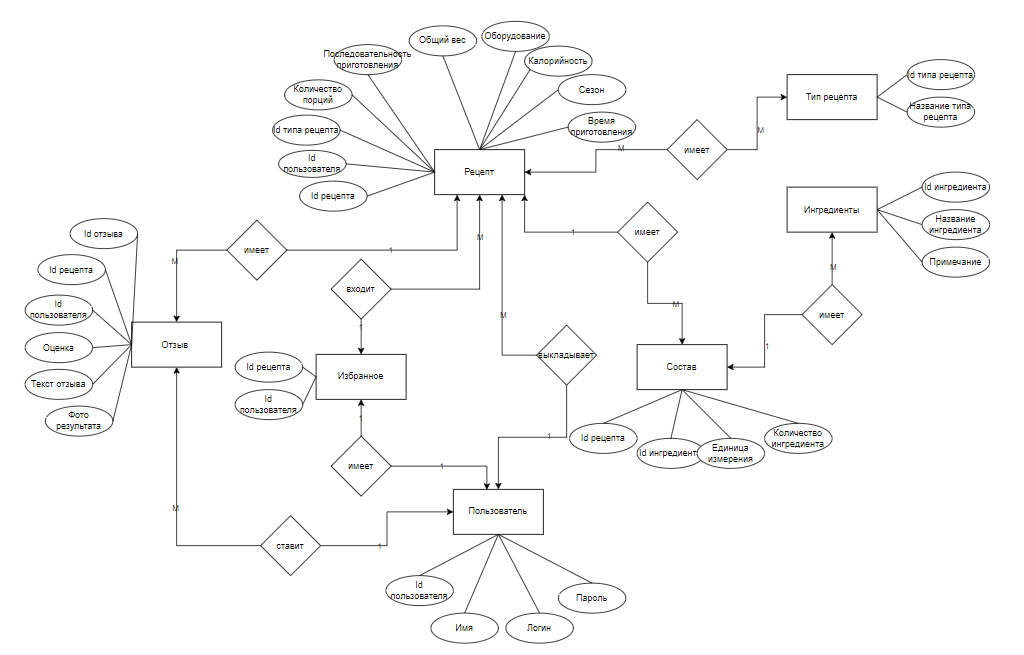 Общий вес
Оборудование
Последовательность
приготовления
Калорийность
Количество
порций
Сезон
Id типа рецепта
Время
приготовления
Id
пользователя
Id рецепта
Рецепт
M
имеет
M
Тип рецепта
Id типа рецепта
Название типа
рецепта
Ингредиенты
Id ингредиента
Название
ингредиента
Примечание
Id отзыва
Id рецепта
Id
пользователя
Оценка
Текст отзыва
Фото
результата
Отзыв
M
имеет
1
M
входит
1
1
имеет
M
M
имеет
1
M
выкладывает
1
Id рецепта
Id
пользователя
Избранное
Состав
Id рецепта
Id ингредиент
Единица
измерения
Количество
ингредиента
1
имеет
1
M
ставит
1
Пользователь
Id
пользователя
Имя
Логин
Пароль